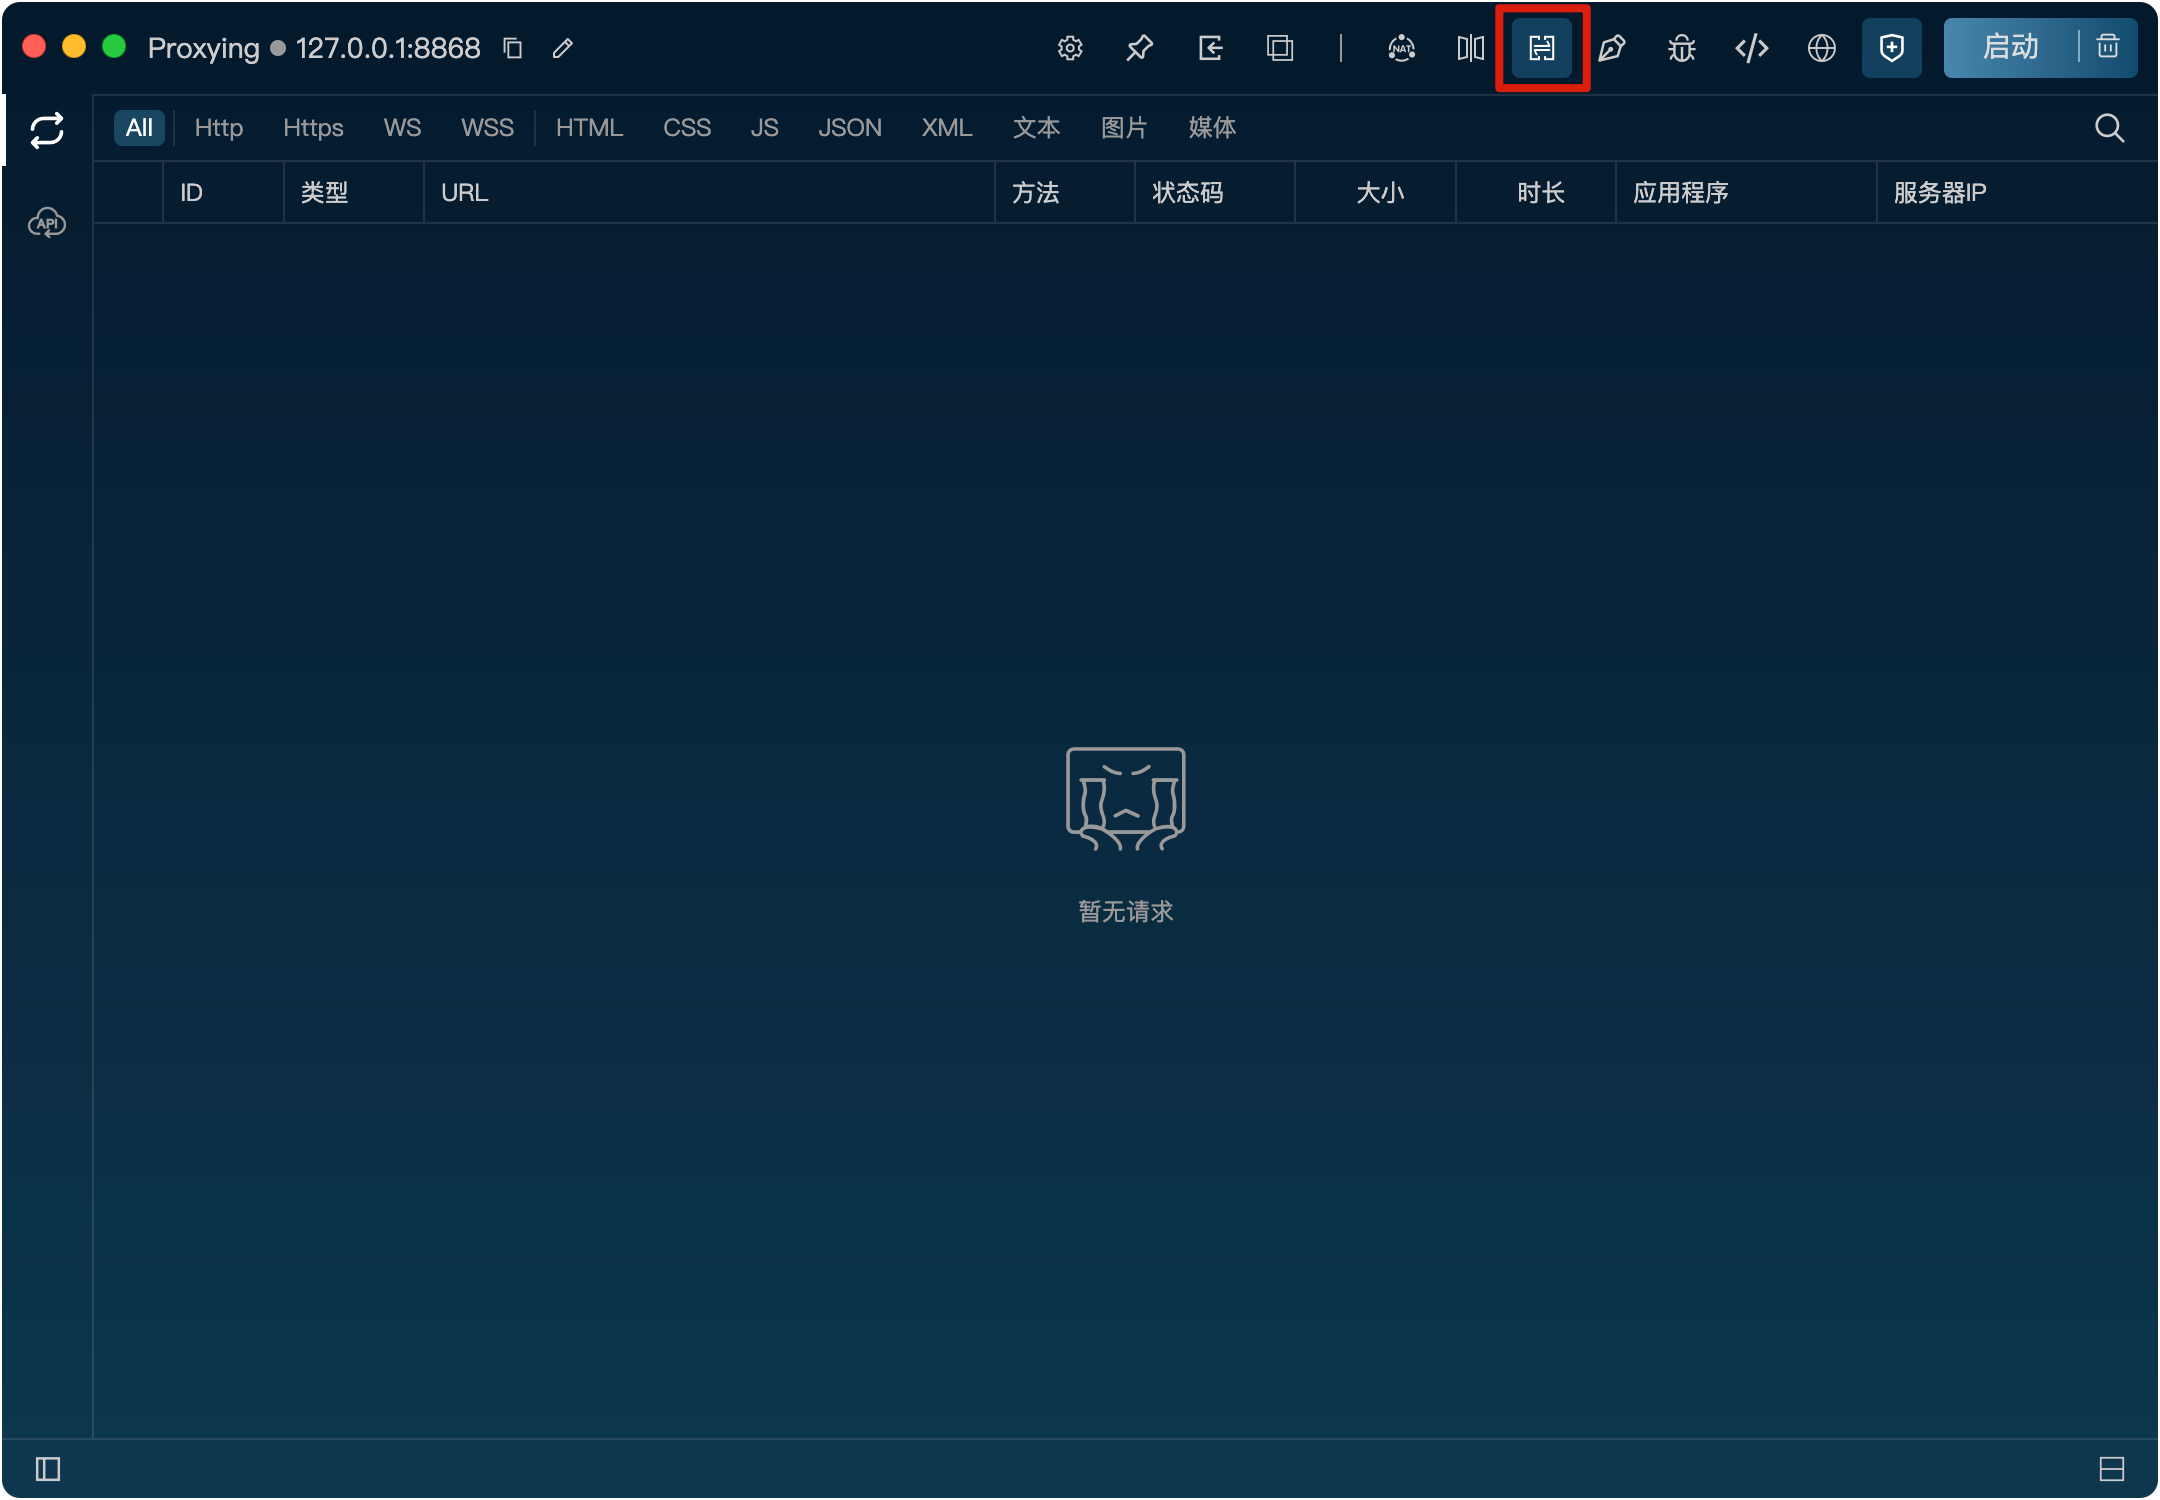 Proxying 127.0.0.1:8868 NAT 启动
All Http Https WS WSS HTML CSS JS JSON XML 文本 图片 媒体
ID 类型 URL 方法 状态码 大小 时长 应用程序 服务器IP
API
暂无请求